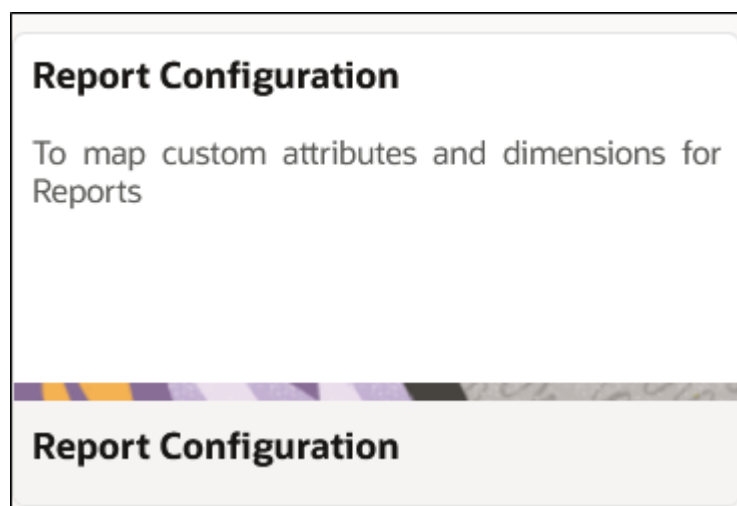 Report Configuration
To map custom attributes and dimensions for
Reports
Report Configuration